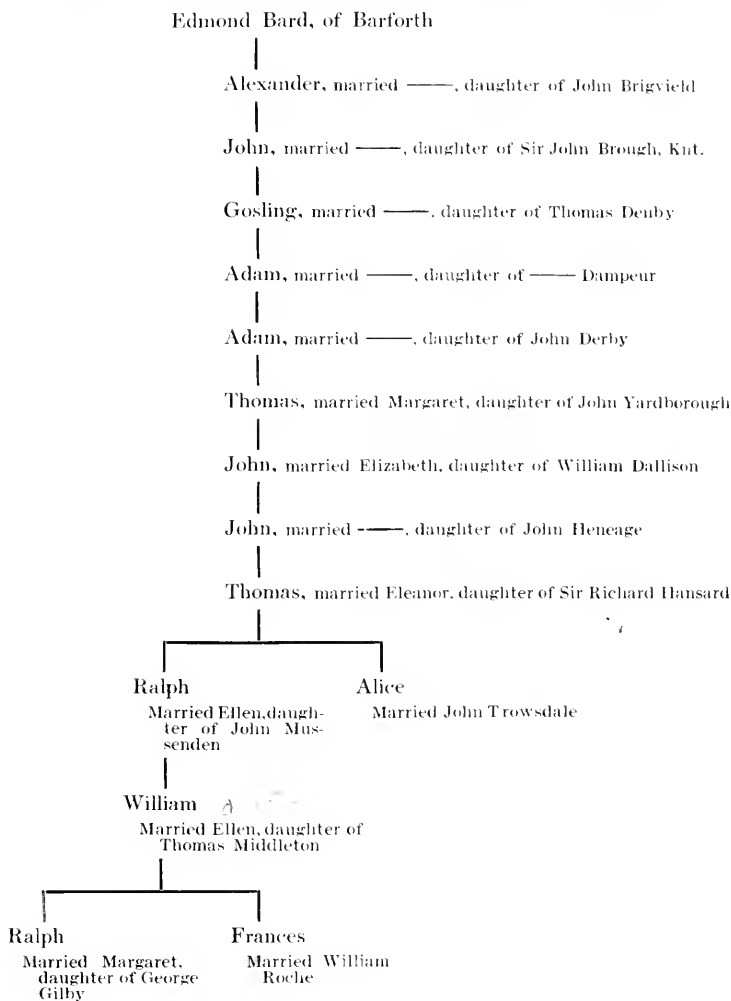 Edmond Bard, of Barforth
Alexander, married ——, daughter of John Brigvield
John, married ——, daughter of Sir John Brough, Knt.
Gosling, married ——, daughter of Thomas Denby
Adam, married ——, daughter of —— Dampeur
Adam, married ——, daughter of John Derby
Thomas, married Margaret, daughter of John Yardborough
John, married Elizabeth, daughter of William Dallison
John, married ——, daughter of John Heneage
Thomas, married Eleanor, daughter of Sir Richard Hansard
Ralph
Married Ellen, daugh-
ter of John Mus-
senden
Alice
Married John Trowsdale
William
Married Ellen, daughter of
Thomas Middleton
Ralph
Married Margaret,
daughter of George
Gilby
Frances
Married William
Roche